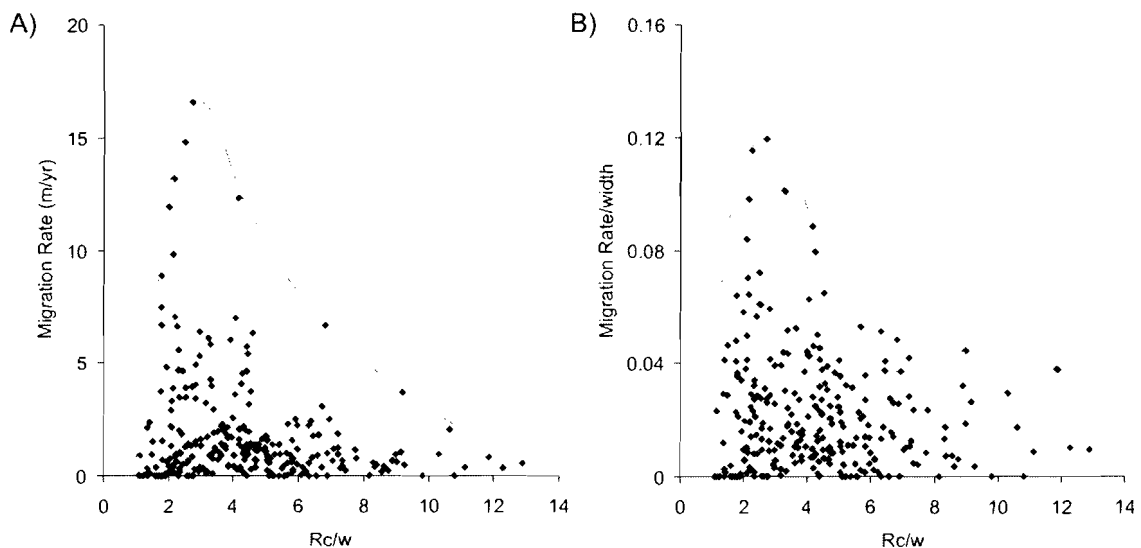 A)
20
15
10
5
0
Migration Rate (m/yr)
0 2 4 6 8 10 12 14
Rc/w
B)
0.16
0.12
0.08
0.04
0
Migration Rate/width
0 2 4 6 8 10 12 14
Rc/w